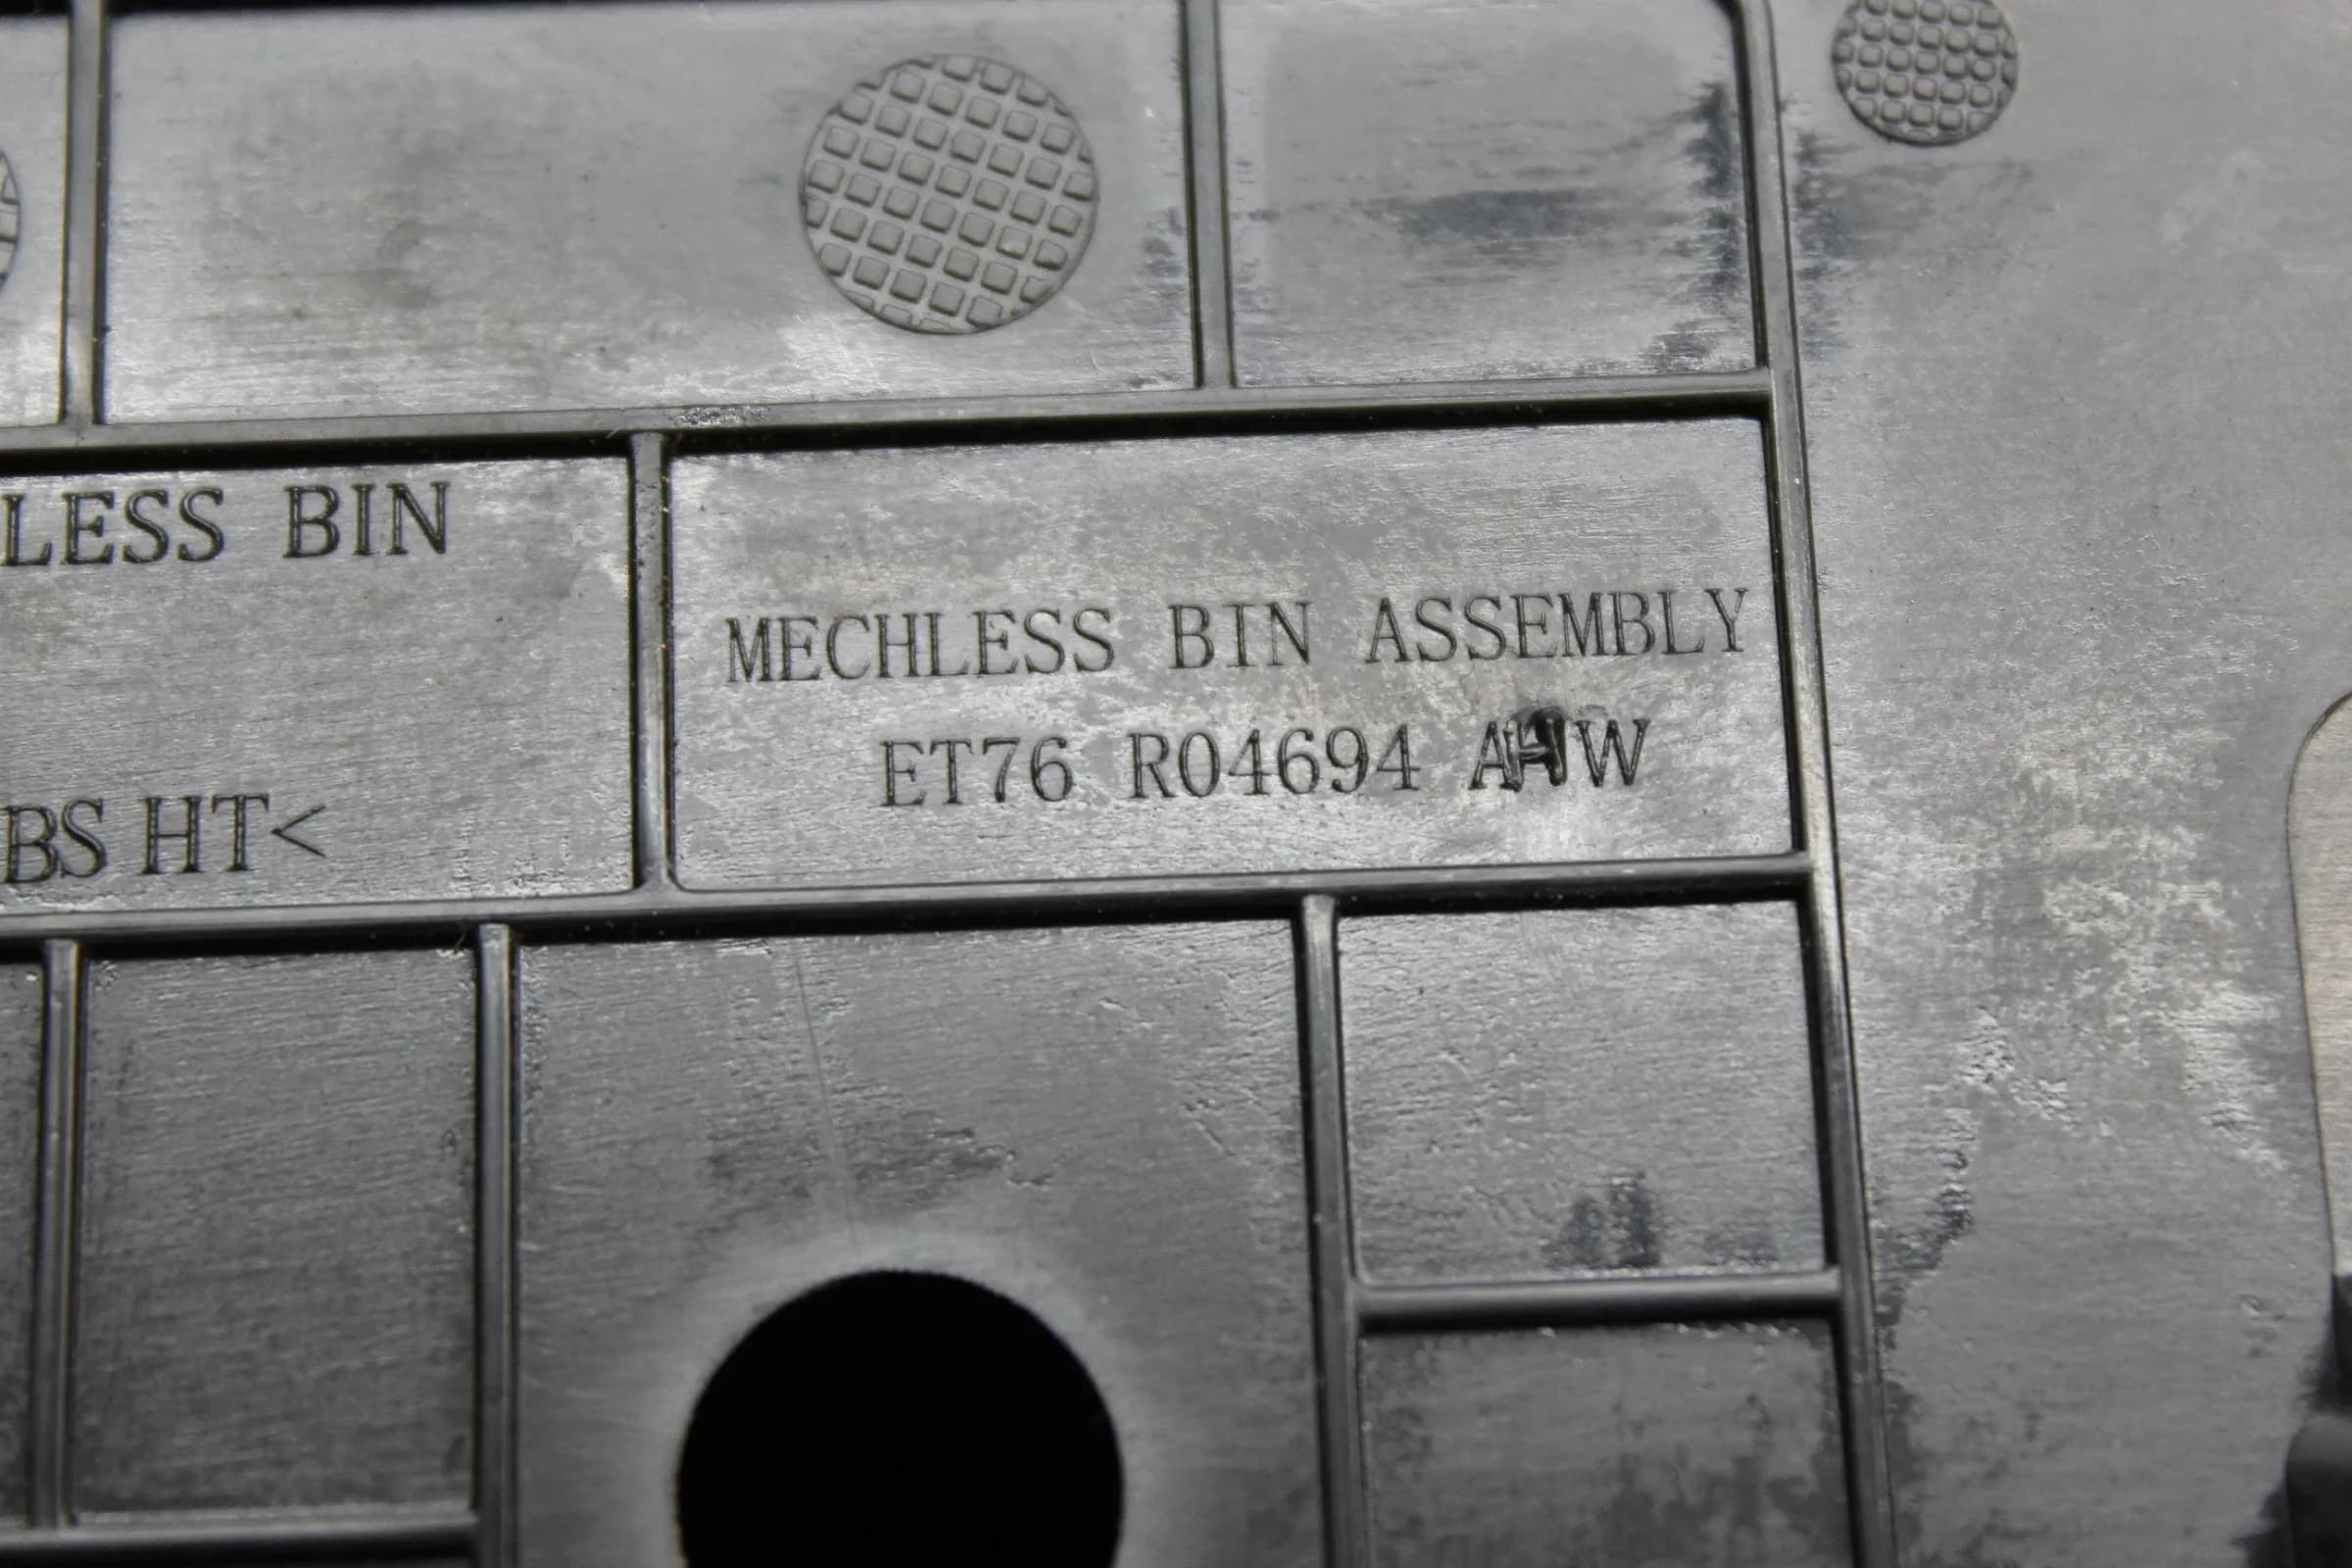 LESS BIN
BS HT<
MECHLESS BIN ASSEMBLY
ET76 R04694 AHW